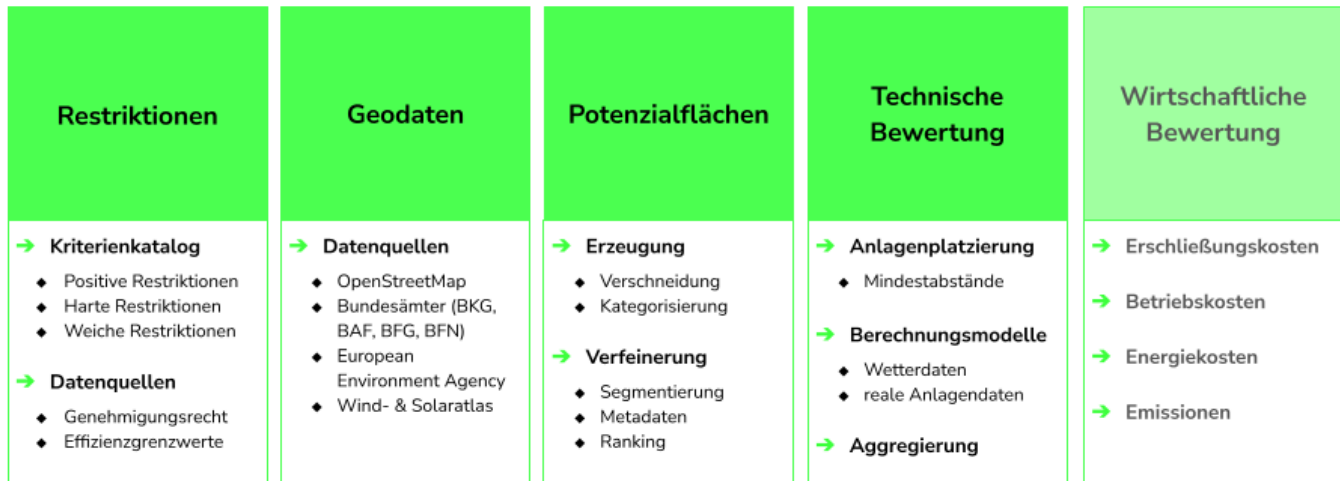 Restriktionen
Kriterienkatalog
Positive Restriktionen
Harte Restriktionen
Weiche Restriktionen
Datenquellen
Genehmigungsrecht
Effizienzgrenzwerte
Geodaten
Datenquellen
OpenStreetMap
Bundesämter (BKG,
BAF, BFG, BFN)
European
Environment Agency
Wind- & Solaratlas
Potenzialflächen
Erzeugung
Verschneidung
Kategorisierung
Verfeinerung
Segmentierung
Metadaten
Ranking
Technische
Bewertung
Anlagenplatzierung
Mindestabstände
Berechnungsmodelle
Wetterdaten
reale Anlagendaten
Aggregierung
Wirtschaftliche
Bewertung
Erschließungskosten
Betriebskosten
Energiekosten
Emissionen